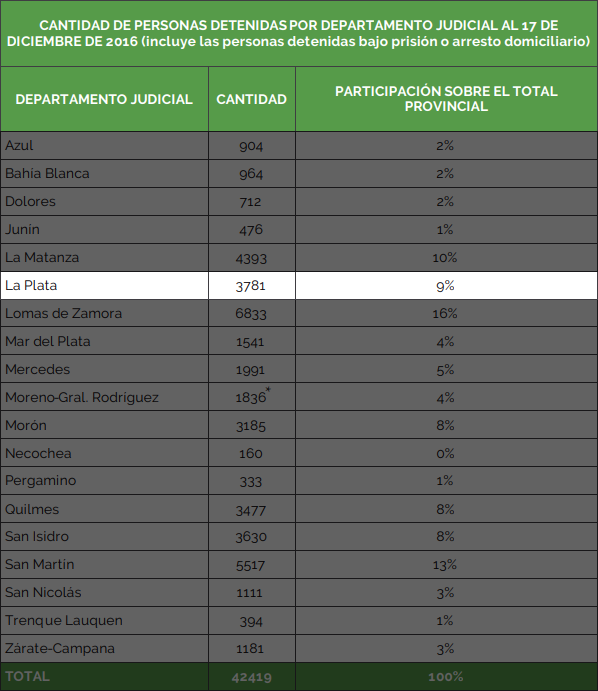 CANTIDAD DE PERSONAS DETENIDAS POR DEPARTAMENTO JUDICIAL AL 17 DE
DICIEMBRE DE 2016 (incluye las personas detenidas bajo prisión o arresto domiciliario)
DEPARTAMENTO JUDICIAL CANTIDAD PARTICIPACIÓN SOBRE EL TOTAL
PROVINCIAL
Azul 904 2%
Bahía Blanca 964 2%
Dolores 712 2%
Junín 476 1%
La Matanza 4393 10%
La Plata 3781 9%
Lomas de Zamora 6833 16%
Mar del Plata 1541 4%
Mercedes 1991 5%
Moreno-Gral. Rodríguez 1836* 4%
Morón 3185 8%
Necochea 160 0%
Pergamino 333 1%
Quilmes 3477 8%
San Isidro 3630 8%
San Martín 5517 13%
San Nicolás 1111 3%
Trenque Lauquen 394 1%
Zárate-Campana 1181 3%
TOTAL 42419 100%